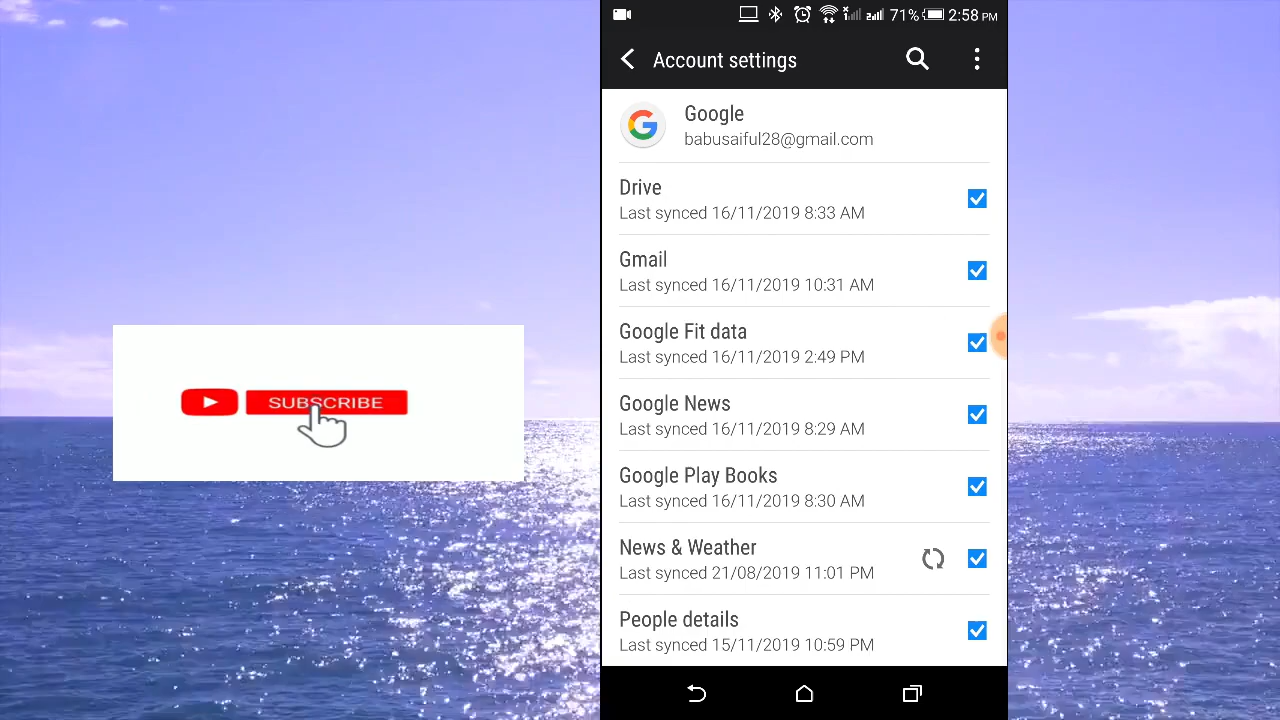 71% 2:58 PM
Account settings
Google
babusaiful28@gmail.com
Drive
Last synced 16/11/2019 8:33 AM
Gmail
Last synced 16/11/2019 10:31 AM
Google Fit data
Last synced 16/11/2019 2:49 PM
Google News
Last synced 16/11/2019 8:29 AM
Google Play Books
Last synced 16/11/2019 8:30 AM
News & Weather
Last synced 21/08/2019 11:01 PM
People details
Last synced 15/11/2019 10:59 PM
SUBSCRIBE